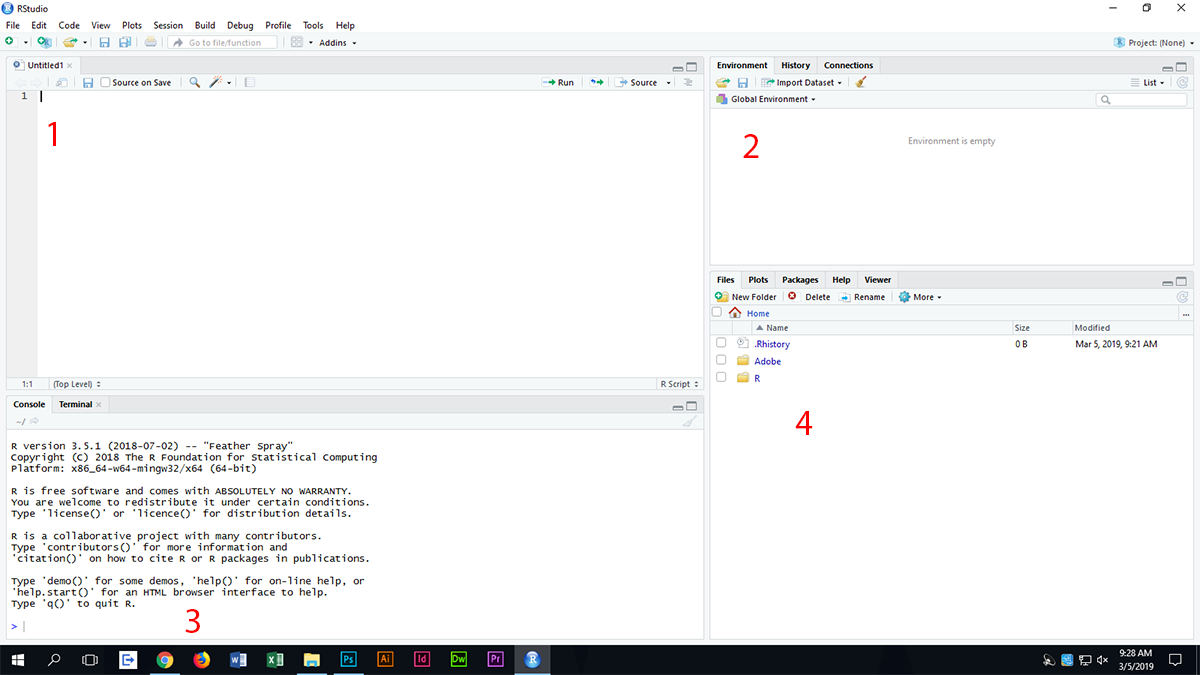 RStudio
File Edit Code View Plots Session Build Debug Profile Tools Help
Go to file/function Addins Project: (None)
Untitled1
Source on Save Run Source
1
1
1:1 (Top Level) R Script
Environment History Connections
Import Dataset List
Global Environment
Environment is empty
2
Files Plots Packages Help Viewer
New Folder Delete Rename More
Home ...
Name Size Modified
.Rhistory 0 B Mar 5, 2019, 9:21 AM
Adobe
R
4
Console Terminal
~/
R version 3.5.1 (2018-07-02) -- "Feather Spray"
Copyright (C) 2018 The R Foundation for Statistical Computing
Platform: x86_64-w64-mingw32/x64 (64-bit)
R is free software and comes with ABSOLUTELY NO WARRANTY.
You are welcome to redistribute it under certain conditions.
Type 'license()' or 'licence()' for distribution details.
R is a collaborative project with many contributors.
Type 'contributors()' for more information and
'citation()' on how to cite R or R packages in publications.
Type 'demo()' for some demos, 'help()' for on-line help, or
'help.start()' for an HTML browser interface to help.
Type 'q()' to quit R.
>
3
Ps Ai Id Dw Pr R
9:28 AM
3/5/2019